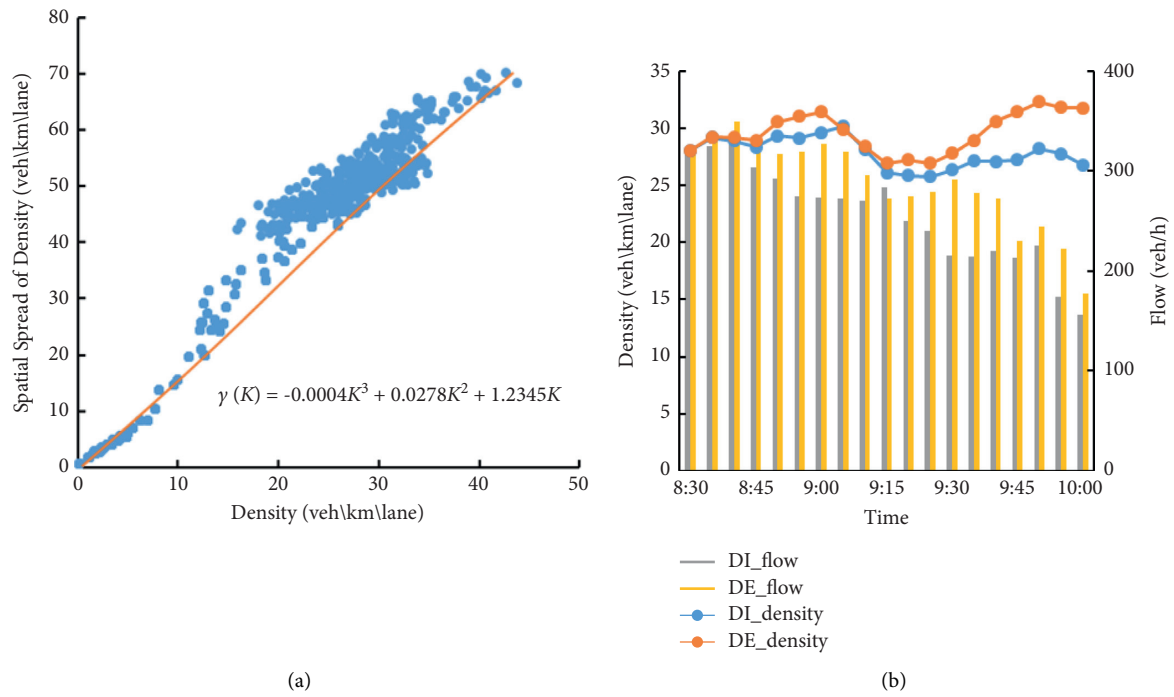 80
70
60
50
40
30
20
10
0
Spatial Spread of Density (veh\km\lane)
γ (K) = -0.0004K³ + 0.0278K² + 1.2345K
0 10 20 30 40 50
Density (veh\km\lane)
(a)
35
30
25
20
15
10
5
0
Density (veh\km\lane)
400
300
200
100
0
Flow (veh/h)
8:30 8:45 9:00 9:15 9:30 9:45 10:00
Time
DI_flow
DE_flow
DI_density
DE_density
(b)